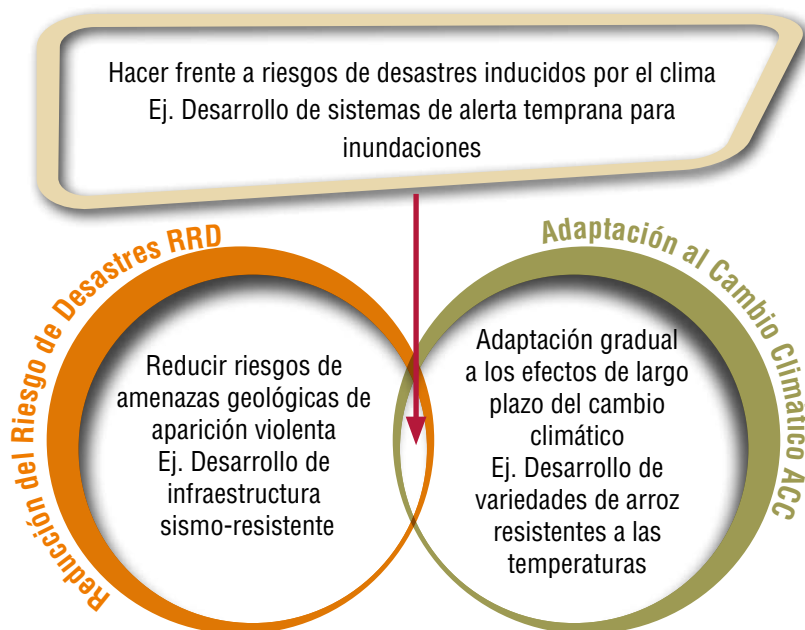 Hacer frente a riesgos de desastres inducidos por el clima
Ej. Desarrollo de sistemas de alerta temprana para
inundaciones
Reducción del Riesgo de Desastres RRD
Reducir riesgos de
amenazas geológicas de
aparición violenta
Ej. Desarrollo de
infraestructura
sismo-resistente
Adaptación al Cambio Climático ACC
Adaptación gradual
a los efectos de largo
plazo del cambio
climático
Ej. Desarrollo de
variedades de arroz
resistentes a las
temperaturas